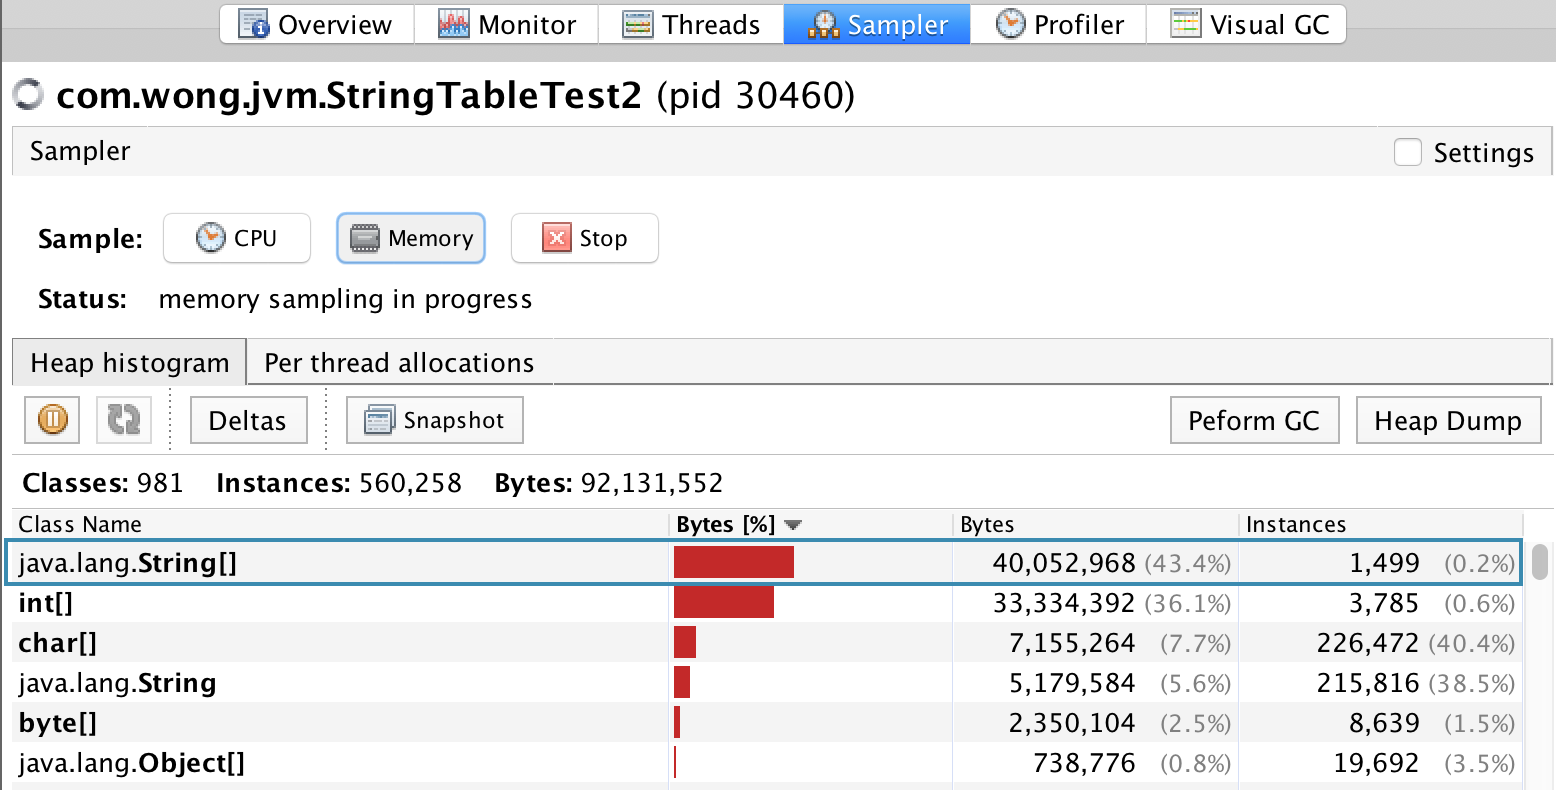 Overview Monitor Threads Sampler Profiler Visual GC
com.wong.jvm.StringTableTest2 (pid 30460)
Sampler Settings
Sample: CPU Memory Stop
Status: memory sampling in progress
Heap histogram Per thread allocations
Deltas Snapshot Peform GC Heap Dump
Classes: 981 Instances: 560,258 Bytes: 92,131,552
Class Name Bytes [%] Bytes Instances
java.lang.String[] 40,052,968 (43.4%) 1,499 (0.2%)
int[] 33,334,392 (36.1%) 3,785 (0.6%)
char[] 7,155,264 (7.7%) 226,472 (40.4%)
java.lang.String 5,179,584 (5.6%) 215,816 (38.5%)
byte[] 2,350,104 (2.5%) 8,639 (1.5%)
java.lang.Object[] 738,776 (0.8%) 19,692 (3.5%)